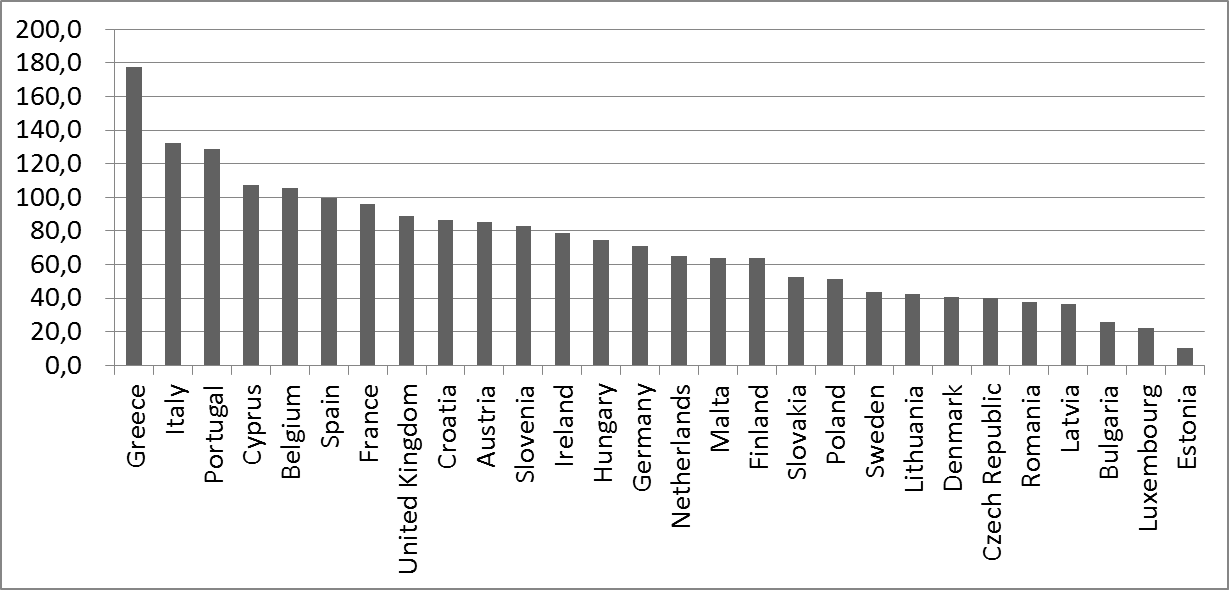 200,0
180,0
160,0
140,0
120,0
100,0
80,0
60,0
40,0
20,0
0,0
Greece
Italy
Portugal
Cyprus
Belgium
Spain
France
United Kingdom
Croatia
Austria
Slovenia
Ireland
Hungary
Germany
Netherlands
Malta
Finland
Slovakia
Poland
Sweden
Lithuania
Denmark
Czech Republic
Romania
Latvia
Bulgaria
Luxembourg
Estonia